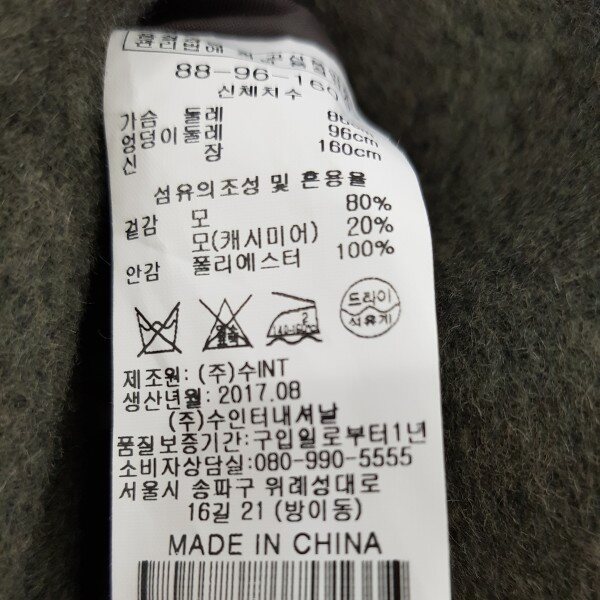 88-96-160
신체치수
가슴 둘레 88cm
엉덩이둘레 96cm
신 장 160cm
섬유의조성 및 혼용율
겉감 모 80%
모(캐시미어) 20%
안감 폴리에스터 100%
드라이
석유계
제조원: (주)수INT
생산년월: 2017.08
(주)수인터내셔날
품질보증기간:구입일로부터1년
소비자상담실:080-990-5555
서울시 송파구 위례성대로
16길 21 (방이동)
MADE IN CHINA